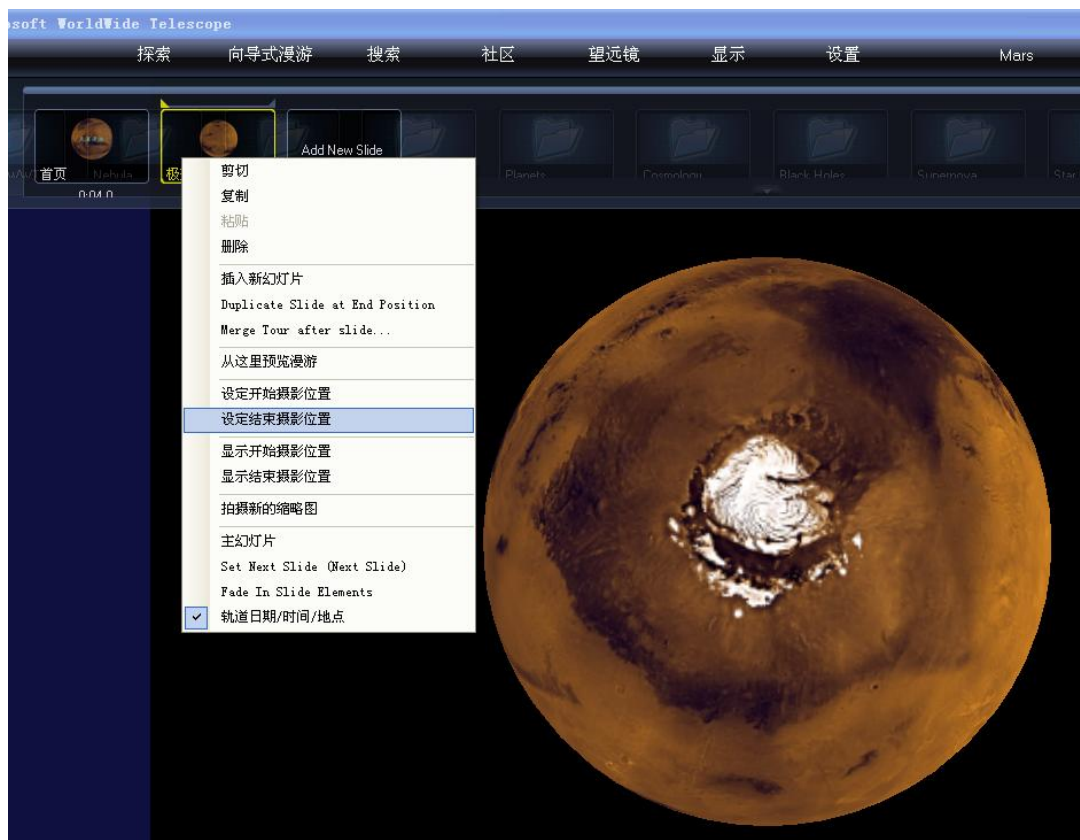 osoft WorldWide Telescope
探索 向导式漫游 搜索 社区 望远镜 显示 设置 Mars
Add New Slide
首页 Nebula 极 Planets Cosmology Black Holes Supernova Star
0:04.0
剪切
复制
粘贴
删除
插入新幻灯片
Duplicate Slide at End Position
Merge Tour after slide...
从这里预览漫游
设定开始摄影位置
设定结束摄影位置
显示开始摄影位置
显示结束摄影位置
拍摄新的缩略图
主幻灯片
Set Next Slide (Next Slide)
Fade In Slide Elements
轨道日期/时间/地点